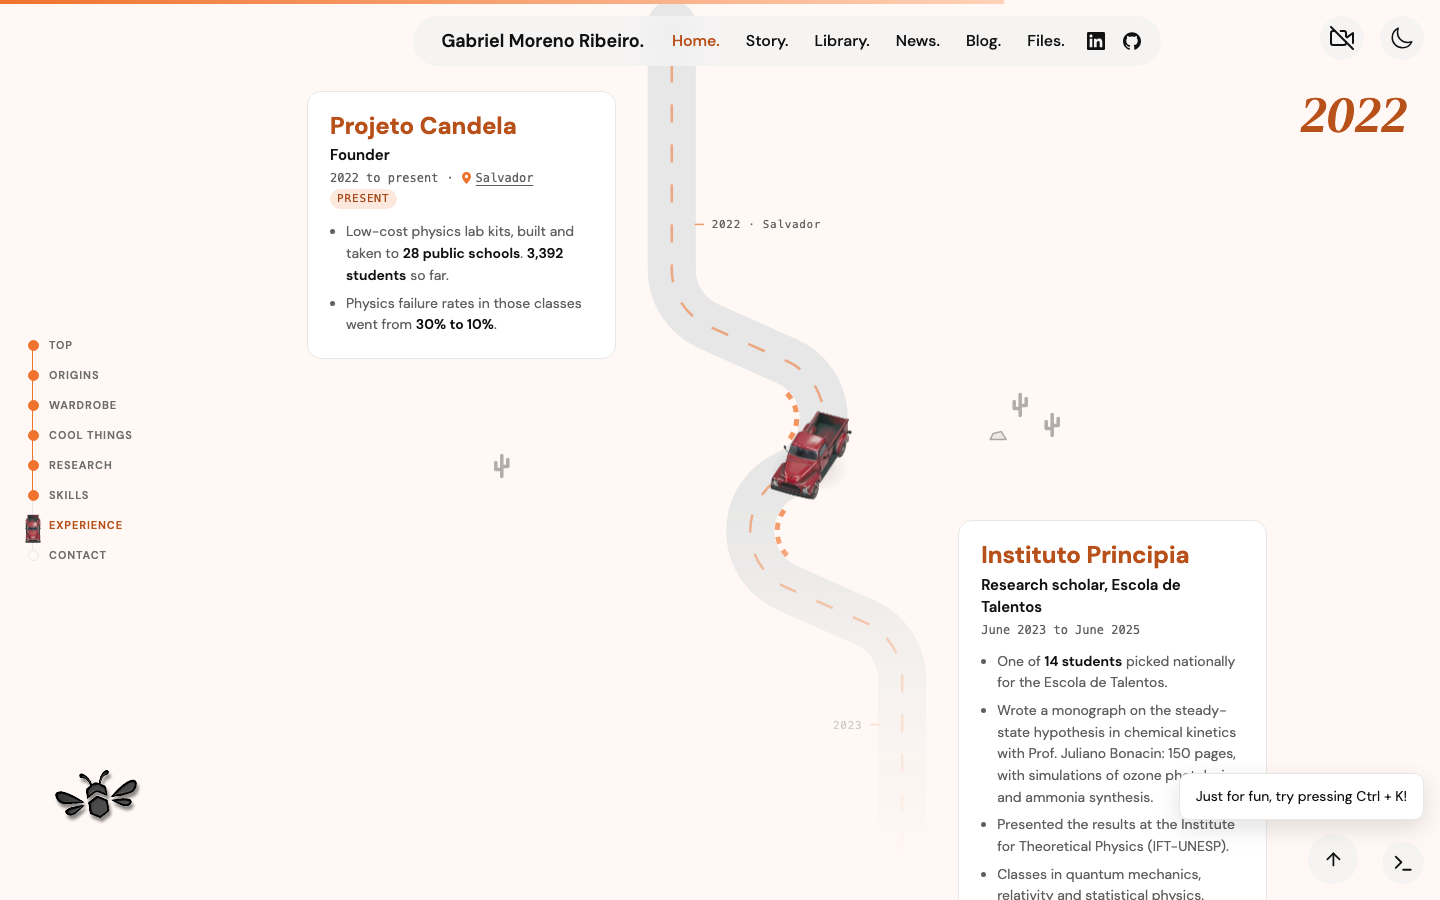 Gabriel Moreno Ribeiro. Home. Story. Library. News. Blog. Files.
2022
Projeto Candela
Founder
2022 to present · Salvador
PRESENT
Low-cost physics lab kits, built and
taken to 28 public schools. 3,392
students so far.
Physics failure rates in those classes
went from 30% to 10%.
2022 · Salvador
TOP
ORIGINS
WARDROBE
COOL THINGS
RESEARCH
SKILLS
EXPERIENCE
CONTACT
Instituto Principia
Research scholar, Escola de
Talentos
June 2023 to June 2025
One of 14 students picked nationally
for the Escola de Talentos.
Wrote a monograph on the steady-
state hypothesis in chemical kinetics
with Prof. Juliano Bonacin: 150 pages,
with simulations of ozone
and ammonia synthesis.
Presented the results at the Institute
for Theoretical Physics (IFT-UNESP).
Classes in quantum mechanics,
relativity and statistical physics.
2023
Just for fun, try pressing Ctrl + K!